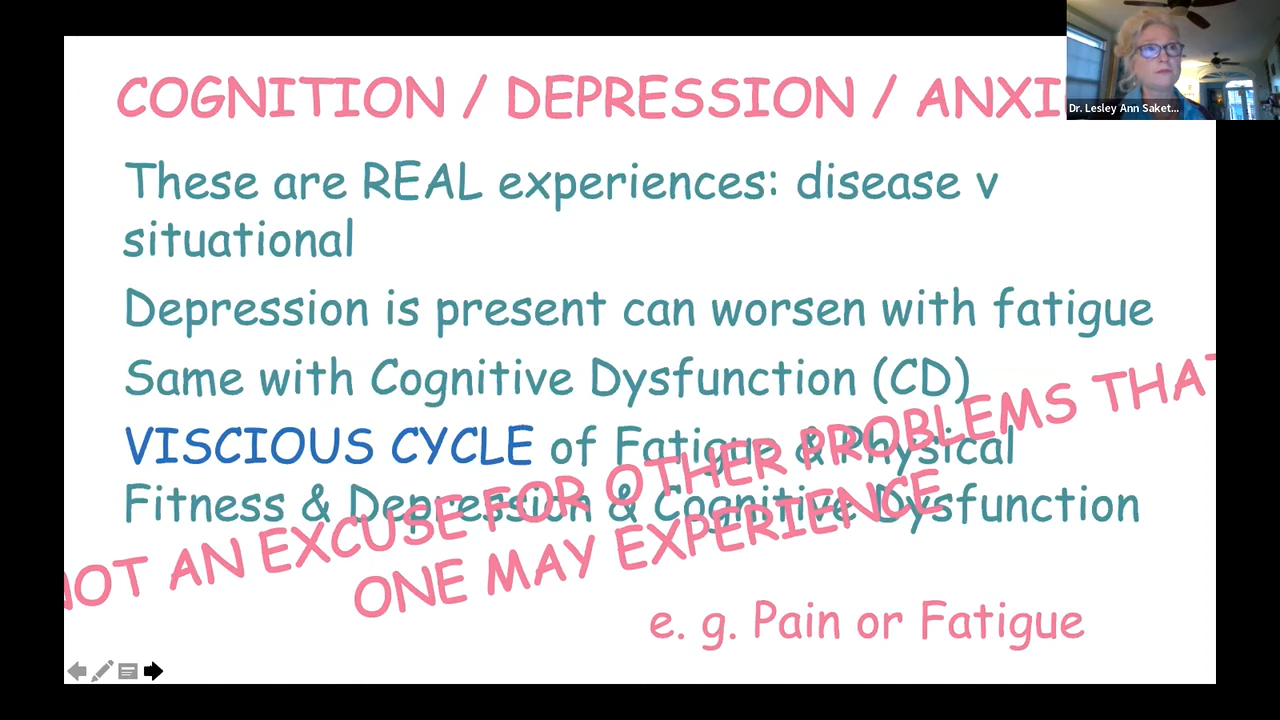 COGNITION / DEPRESSION / ANXI
Dr. Lesley Ann Saket...
These are REAL experiences: disease v
situational
Depression is present can worsen with fatigue
Same with Cognitive Dysfunction (CD)
VISCIOUS CYCLE of Fatigue & Physical
Fitness & Depression & Cognitive Dysfunction
NOT AN EXCUSE FOR OTHER PROBLEMS THAT
ONE MAY EXPERIENCE
e. g. Pain or Fatigue